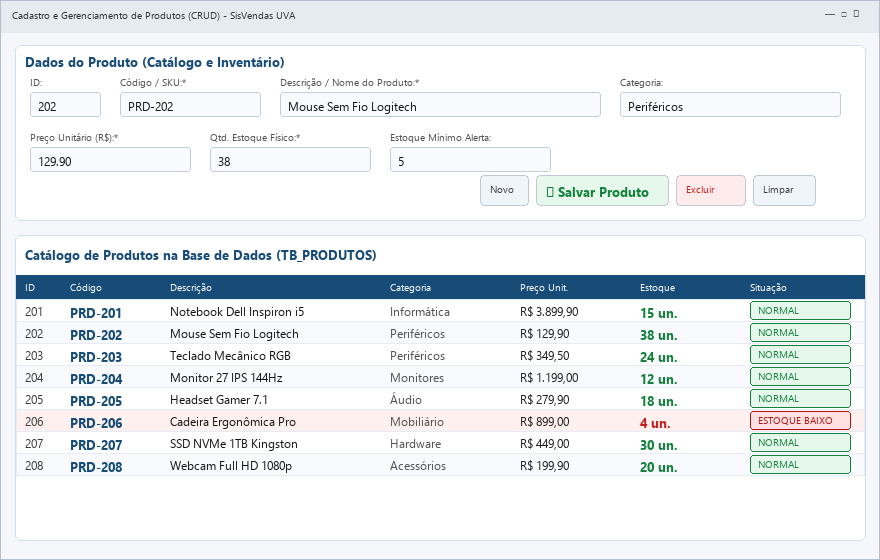 Cadastro e Gerenciamento de Produtos (CRUD) - SisVendas UVA
Dados do Produto (Catálogo e Inventário)
ID: Código / SKU:* Descrição / Nome do Produto:* Categoria:
202 PRD-202 Mouse Sem Fio Logitech Periféricos
Preço Unitário (R$):* Qtd. Estoque Físico:* Estoque Mínimo Alerta:
129.90 38 5
Novo Salvar Produto Excluir Limpar
Catálogo de Produtos na Base de Dados (TB_PRODUTOS)
ID Código Descrição Categoria Preço Unit. Estoque Situação
201 PRD-201 Notebook Dell Inspiron i5 Informática R$ 3.899,90 15 un. NORMAL
202 PRD-202 Mouse Sem Fio Logitech Periféricos R$ 129,90 38 un. NORMAL
203 PRD-203 Teclado Mecânico RGB Periféricos R$ 349,50 24 un. NORMAL
204 PRD-204 Monitor 27 IPS 144Hz Monitores R$ 1.199,00 12 un. NORMAL
205 PRD-205 Headset Gamer 7.1 Áudio R$ 279,90 18 un. NORMAL
206 PRD-206 Cadeira Ergonômica Pro Mobiliário R$ 899,00 4 un. ESTOQUE BAIXO
207 PRD-207 SSD NVMe 1TB Kingston Hardware R$ 449,00 30 un. NORMAL
208 PRD-208 Webcam Full HD 1080p Acessórios R$ 199,90 20 un. NORMAL